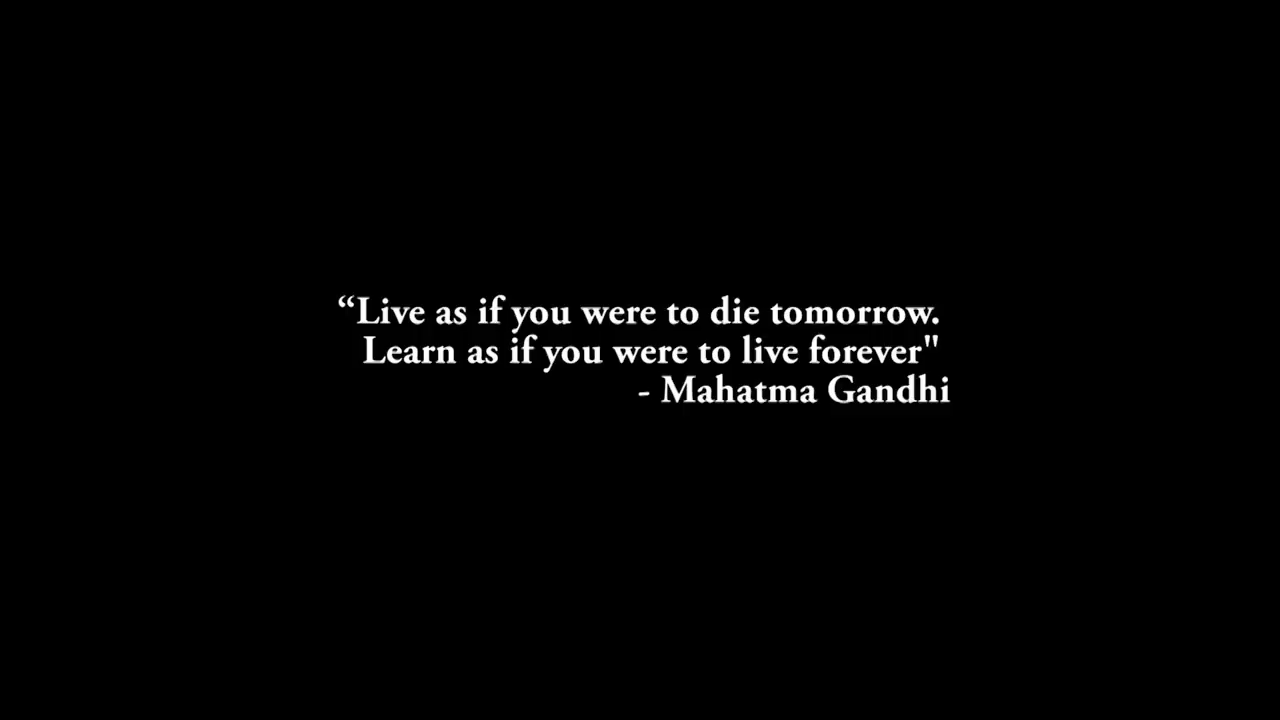 “Live as if you were to die tomorrow.
Learn as if you were to live forever"
- Mahatma Gandhi